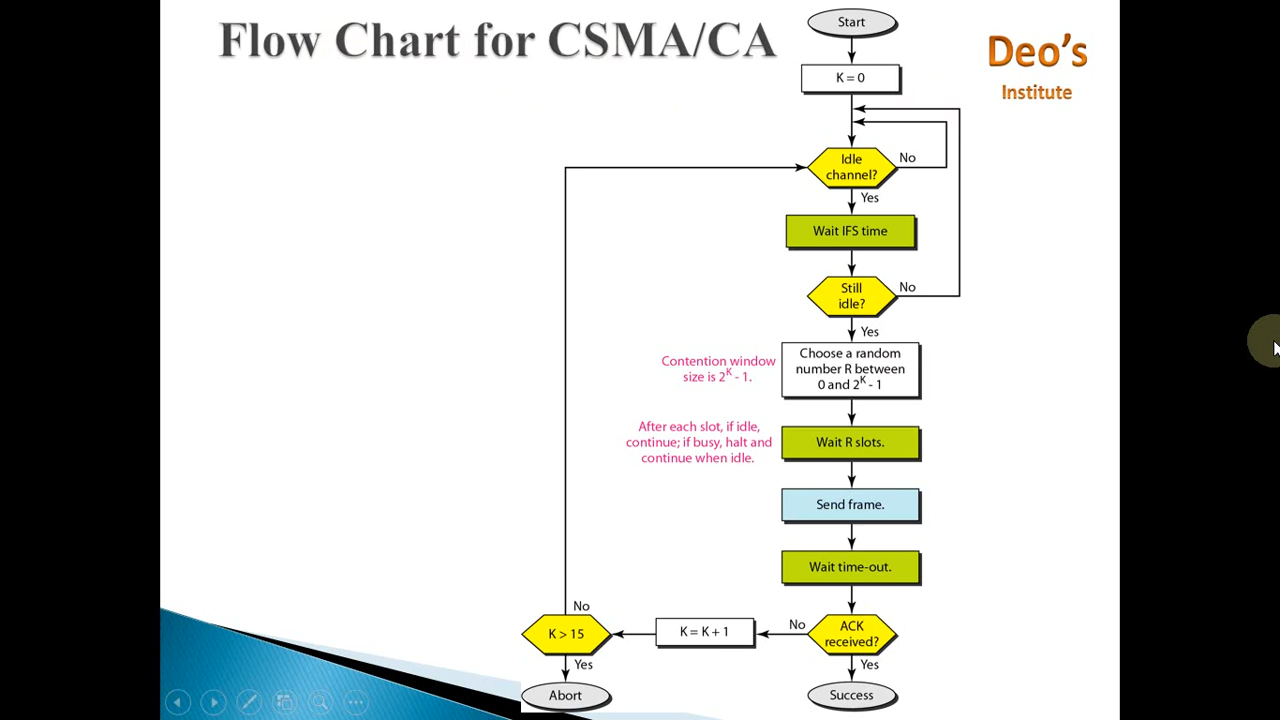 Flow Chart for CSMA/CA
Deo's
Institute
Start
K = 0
Idle
channel?
No
Yes
Wait IFS time
Still
idle?
No
Yes
Contention window
size is 2^K - 1.
Choose a random
number R between
0 and 2^K - 1
After each slot, if idle,
continue; if busy, halt and
continue when idle.
Wait R slots.
Send frame.
Wait time-out.
ACK
received?
No
Yes
K = K + 1
K > 15
No
Yes
Abort
Success